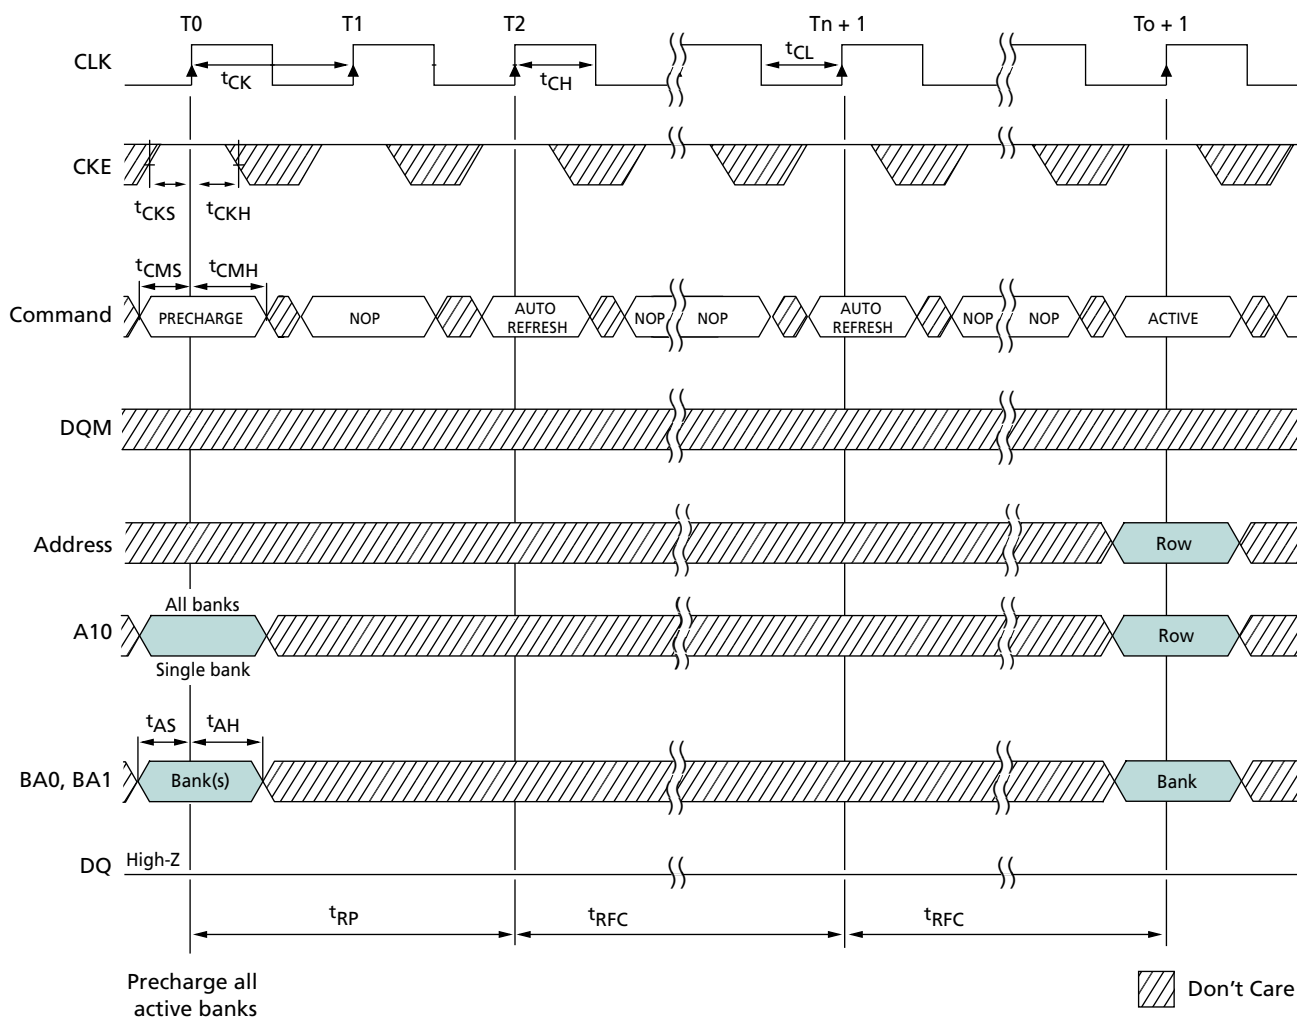 T0 T1 T2 Tn + 1 To + 1
CLK
tCK tCH tCL
CKE
tCKS tCKH
tCMS tCMH
Command PRECHARGE NOP AUTO REFRESH NOP NOP AUTO REFRESH NOP NOP ACTIVE
DQM
Address Row
All banks
A10 Row
Single bank
tAS tAH
BA0, BA1 Bank(s) Bank
DQ High-Z
tRP tRFC tRFC
Precharge all
active banks
Don't Care